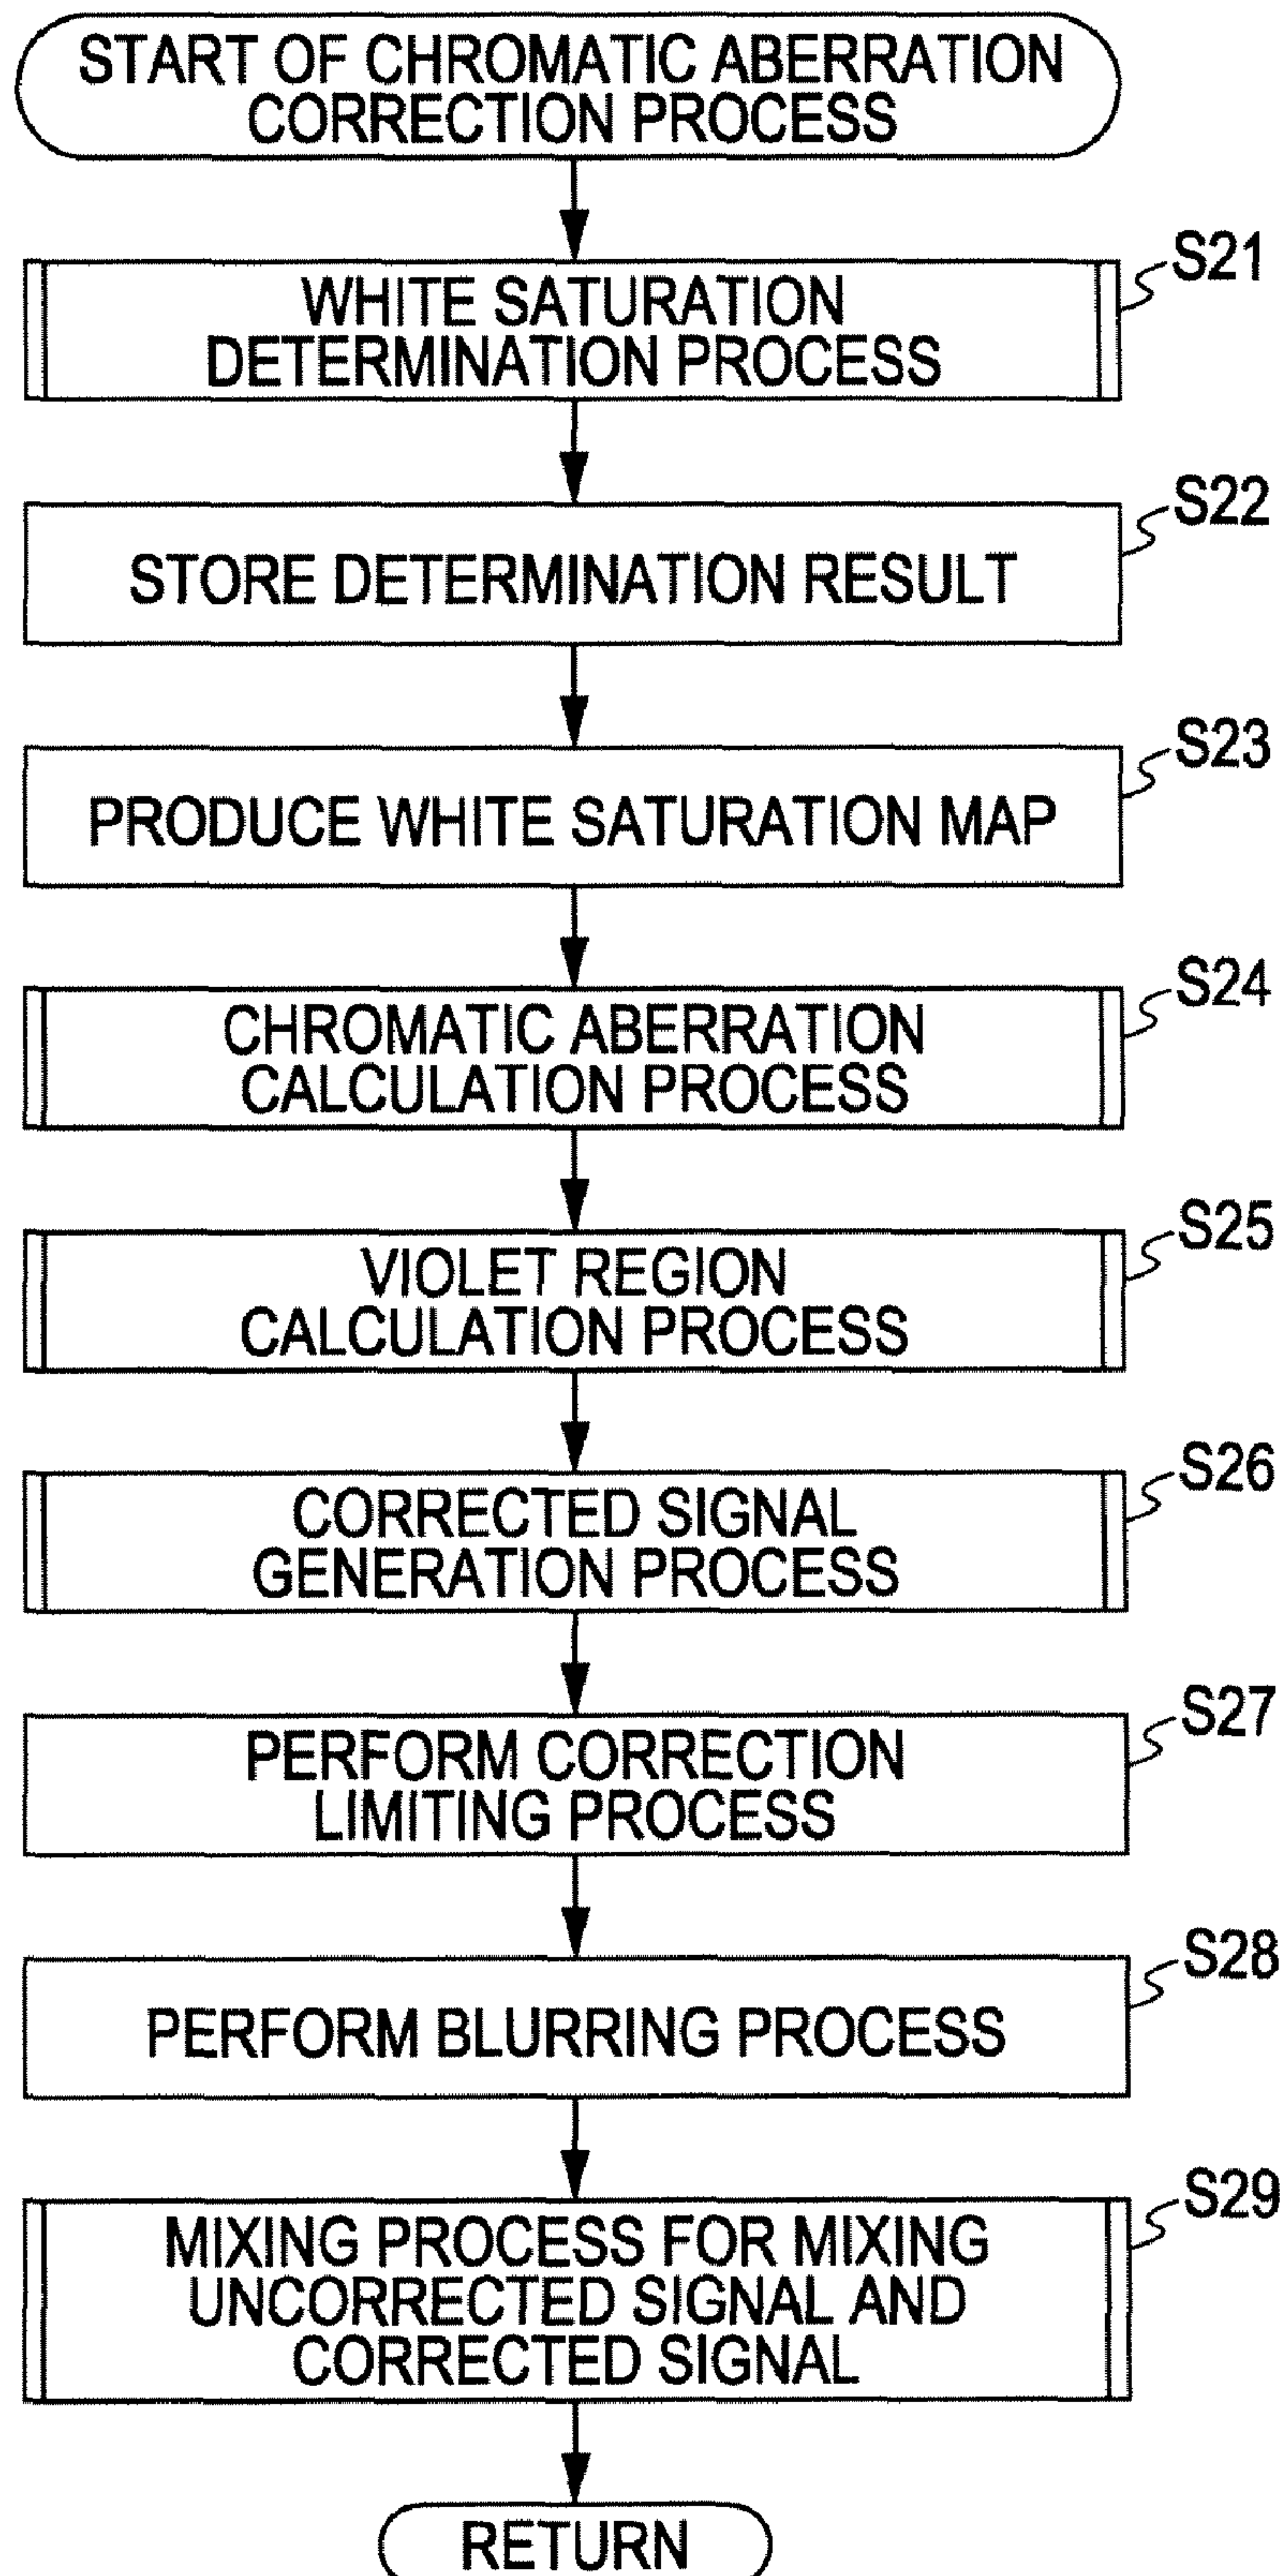 START OF CHROMATIC ABERRATION
CORRECTION PROCESS
S21
WHITE SATURATION
DETERMINATION PROCESS
S22
STORE DETERMINATION RESULT
S23
PRODUCE WHITE SATURATION MAP
S24
CHROMATIC ABERRATION
CALCULATION PROCESS
S25
VIOLET REGION
CALCULATION PROCESS
S26
CORRECTED SIGNAL
GENERATION PROCESS
S27
PERFORM CORRECTION
LIMITING PROCESS
S28
PERFORM BLURRING PROCESS
S29
MIXING PROCESS FOR MIXING
UNCORRECTED SIGNAL AND
CORRECTED SIGNAL
RETURN